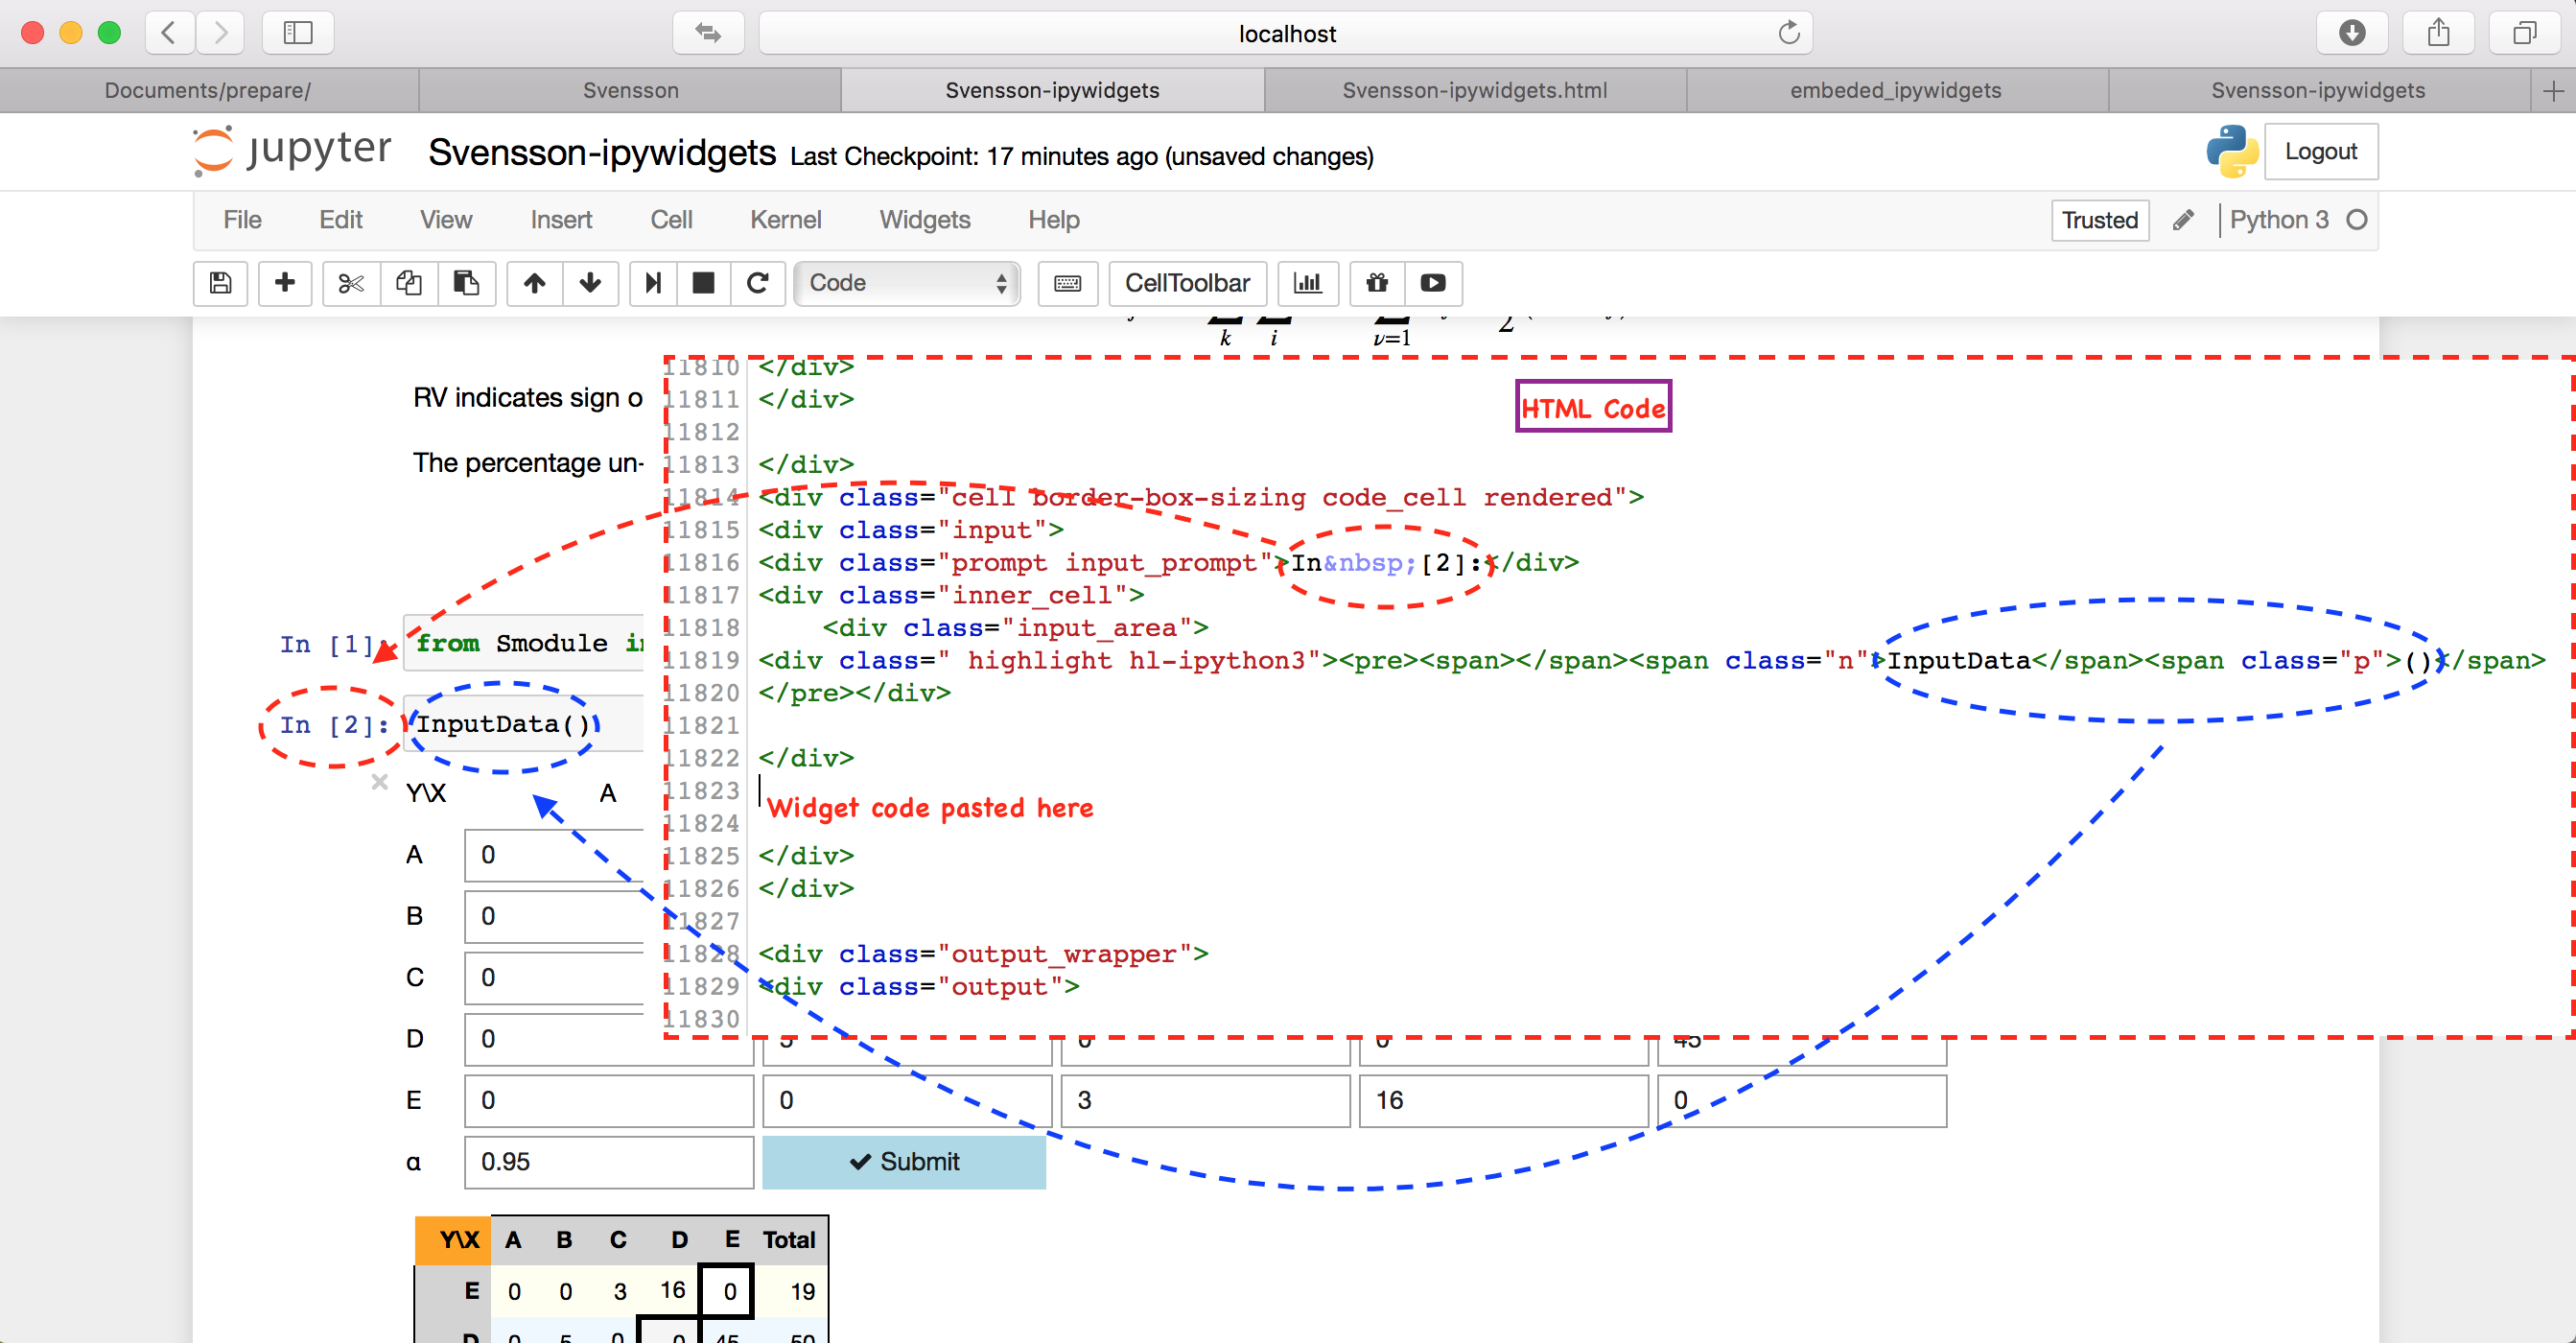 localhost
Documents/prepare/
Svensson
Svensson-ipywidgets
Svensson-ipywidgets.html
embeded_ipywidgets
Svensson-ipywidgets
jupyter Svensson-ipywidgets Last Checkpoint: 17 minutes ago (unsaved changes)
Logout
File Edit View Insert Cell Kernel Widgets Help
Trusted Python 3
Code CellToolbar
k i ν=1 2
RV indicates sign o
The percentage un-
HTML Code
11810 </div>
11811 </div>
11812
11813 </div>
11814 <div class="cell border-box-sizing code_cell rendered">
11815 <div class="input">
11816 <div class="prompt input_prompt">In&nbsp;[2]:</div>
11817 <div class="inner_cell">
11818     <div class="input_area">
11819 <div class=" highlight hl-ipython3"><pre><span></span><span class="n">InputData</span><span class="p">()</span>
11820 </pre></div>
11821
11822 </div>
11823
Widget code pasted here
11824
11825 </div>
11826 </div>
11827
11828 <div class="output_wrapper">
11829 <div class="output">
11830
In [1]: from Smodule
In [2]: InputData()
Y\X A
A 0
B 0
C 0
D 0 45
E 0 0 3 16 0
α 0.95 Submit
Y\X A B C D E Total
E 0 0 3 16 0 19
D 0 5 0 0 45 50